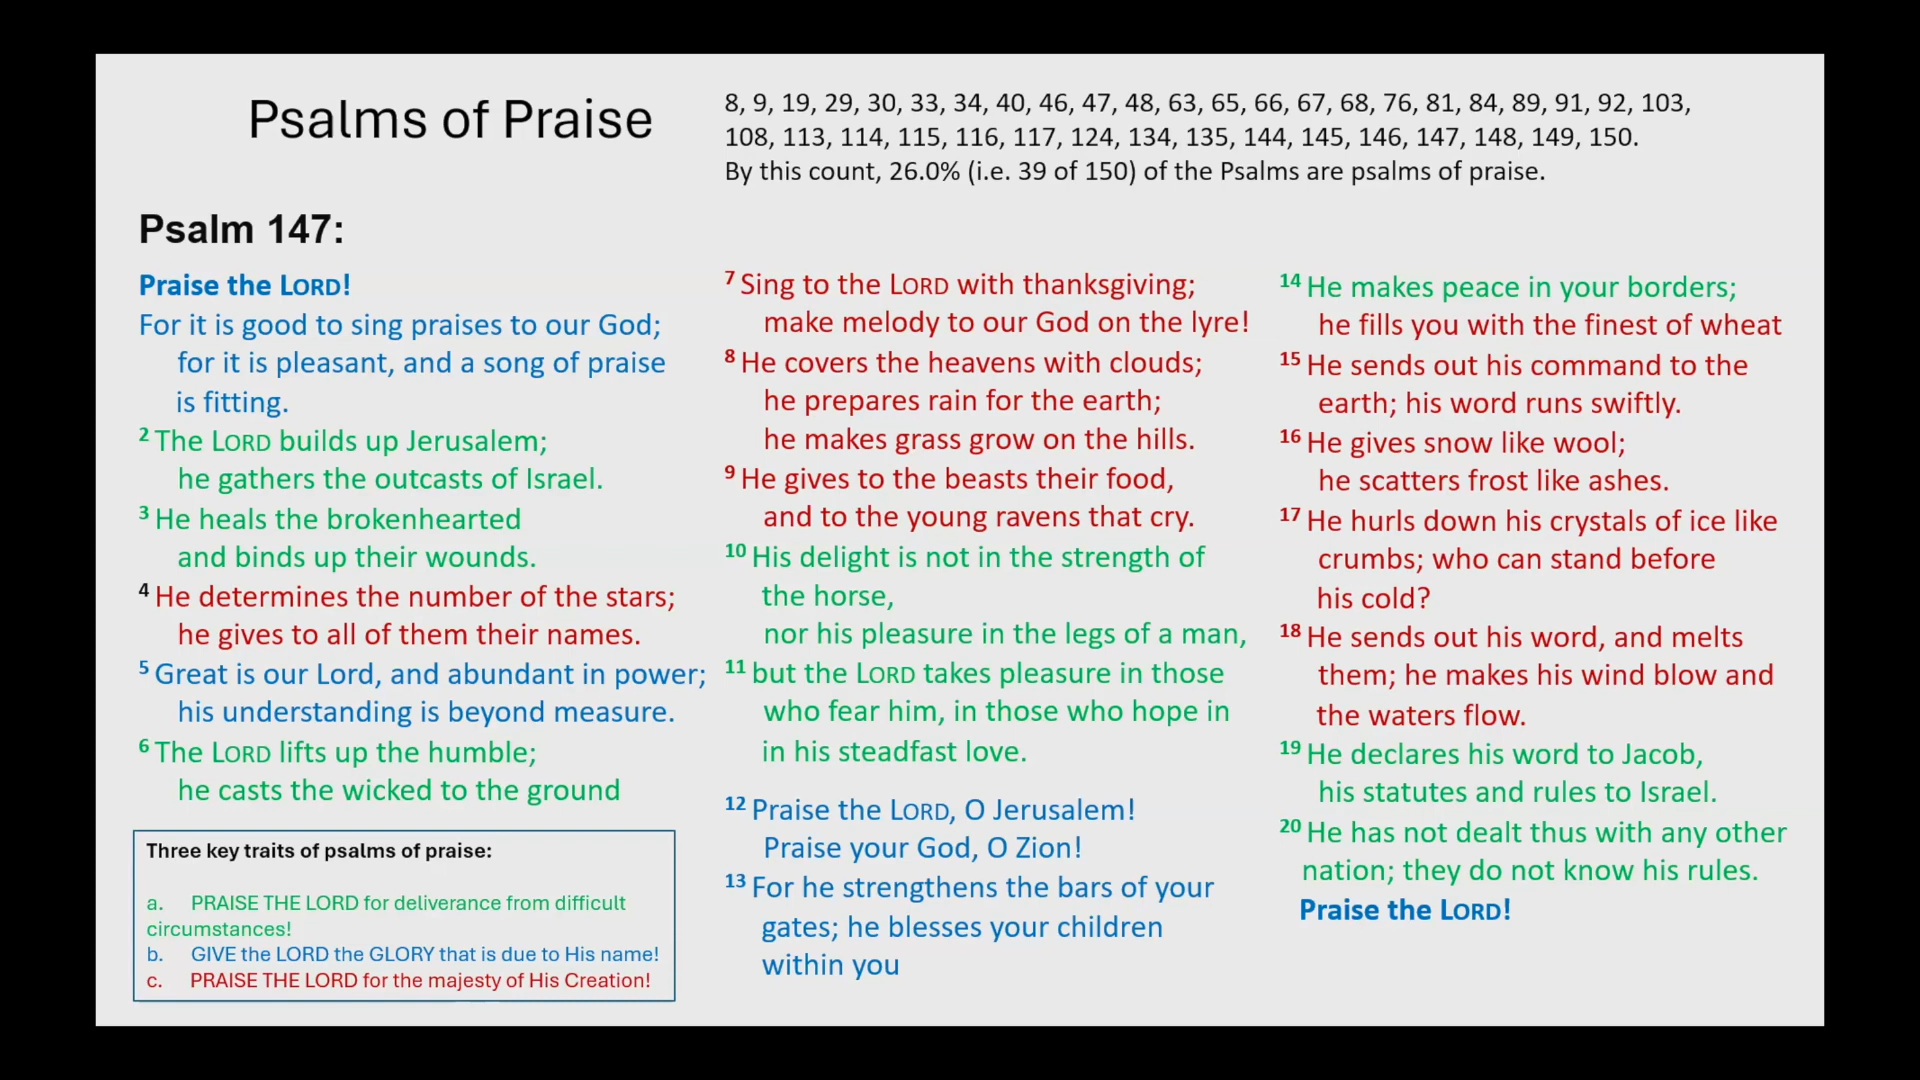 Psalms of Praise
8, 9, 19, 29, 30, 33, 34, 40, 46, 47, 48, 63, 65, 66, 67, 68, 76, 81, 84, 89, 91, 92, 103,
108, 113, 114, 115, 116, 117, 124, 134, 135, 144, 145, 146, 147, 148, 149, 150.
By this count, 26.0% (i.e. 39 of 150) of the Psalms are psalms of praise.
Psalm 147:
Praise the LORD!
For it is good to sing praises to our God;
for it is pleasant, and a song of praise
is fitting.
2 The LORD builds up Jerusalem;
he gathers the outcasts of Israel.
3 He heals the brokenhearted
and binds up their wounds.
4 He determines the number of the stars;
he gives to all of them their names.
5 Great is our Lord, and abundant in power;
his understanding is beyond measure.
6 The LORD lifts up the humble;
he casts the wicked to the ground
Three key traits of psalms of praise:
a. PRAISE THE LORD for deliverance from difficult
circumstances!
b. GIVE the LORD the GLORY that is due to His name!
c. PRAISE THE LORD for the majesty of His Creation!
7 Sing to the LORD with thanksgiving;
make melody to our God on the lyre!
8 He covers the heavens with clouds;
he prepares rain for the earth;
he makes grass grow on the hills.
9 He gives to the beasts their food,
and to the young ravens that cry.
10 His delight is not in the strength of
the horse,
nor his pleasure in the legs of a man,
11 but the LORD takes pleasure in those
who fear him, in those who hope in
in his steadfast love.
12 Praise the LORD, O Jerusalem!
Praise your God, O Zion!
13 For he strengthens the bars of your
gates; he blesses your children
within you
14 He makes peace in your borders;
he fills you with the finest of wheat
15 He sends out his command to the
earth; his word runs swiftly.
16 He gives snow like wool;
he scatters frost like ashes.
17 He hurls down his crystals of ice like
crumbs; who can stand before
his cold?
18 He sends out his word, and melts
them; he makes his wind blow and
the waters flow.
19 He declares his word to Jacob,
his statutes and rules to Israel.
20 He has not dealt thus with any other
nation; they do not know his rules.
Praise the LORD!